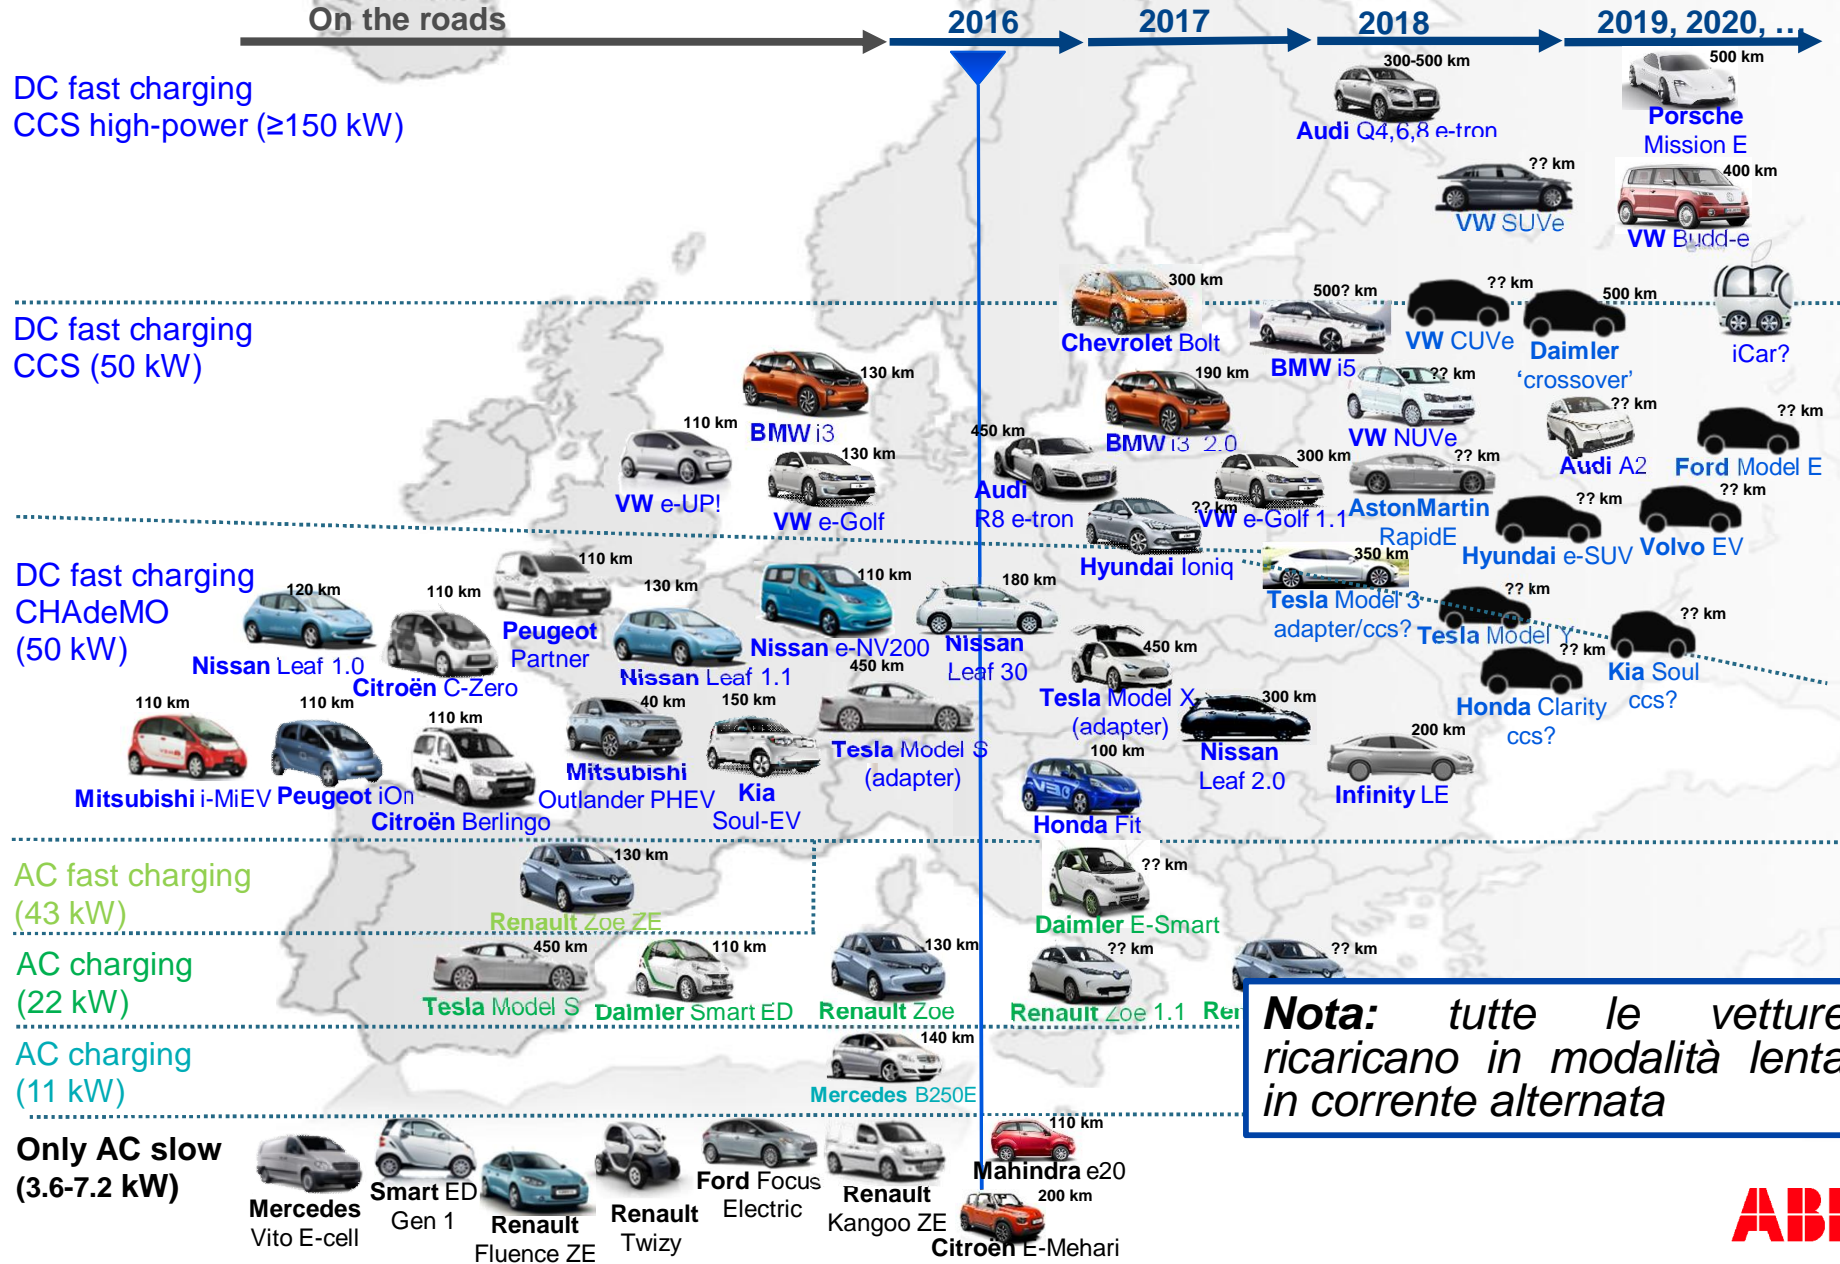 On the roads
2016
2017
2018
2019, 2020, …
DC fast charging
CCS high-power (≥150 kW)
300-500 km
Audi Q4,6,8 e-tron
500 km
Porsche
Mission E
?? km
VW SUVe
400 km
VW Budd-e
DC fast charging
CCS (50 kW)
300 km
Chevrolet Bolt
500? km
BMW i5
?? km
VW CUVe
500 km
Daimler
‘crossover’
iCar?
130 km
BMW i3
190 km
BMW i3 2.0
?? km
VW NUVe
?? km
Audi A2
?? km
Ford Model E
110 km
VW e-UP!
130 km
VW e-Golf
450 km
Audi
R8 e-tron
300 km
VW e-Golf 1.1
?? km
AstonMartin
RapidE
?? km
Hyundai e-SUV
?? km
Volvo EV
?? km
Hyundai Ioniq
DC fast charging
CHAdeMO
(50 kW)
120 km
Nissan Leaf 1.0
110 km
Citroën C-Zero
110 km
Peugeot
Partner
130 km
Nissan Leaf 1.1
110 km
Nissan e-NV200
180 km
Nissan
Leaf 30
350 km
Tesla Model 3
adapter/ccs?
?? km
Tesla Model Y
?? km
Kia Soul
ccs?
450 km
Tesla Model X
(adapter)
?? km
Honda Clarity
ccs?
110 km
Mitsubishi i-MiEV
110 km
Peugeot iOn
110 km
Citroën Berlingo
40 km
Mitsubishi
Outlander PHEV
150 km
Kia
Soul-EV
450 km
Tesla Model S
(adapter)
300 km
Nissan
Leaf 2.0
200 km
Infinity LE
100 km
Honda Fit
AC fast charging
(43 kW)
130 km
Renault Zoe ZE
?? km
Daimler E-Smart
AC charging
(22 kW)
450 km
Tesla Model S
110 km
Daimler Smart ED
130 km
Renault Zoe
?? km
Renault Zoe 1.1
?? km
Ren
AC charging
(11 kW)
140 km
Mercedes B250E
Nota: tutte le vetture
ricaricano in modalità lenta
in corrente alternata
Only AC slow
(3.6-7.2 kW)
Mercedes
Vito E-cell
Smart ED
Gen 1
Renault
Fluence ZE
Renault
Twizy
Ford Focus
Electric
Renault
Kangoo ZE
110 km
Mahindra e20
200 km
Citroën E-Mehari
ABB